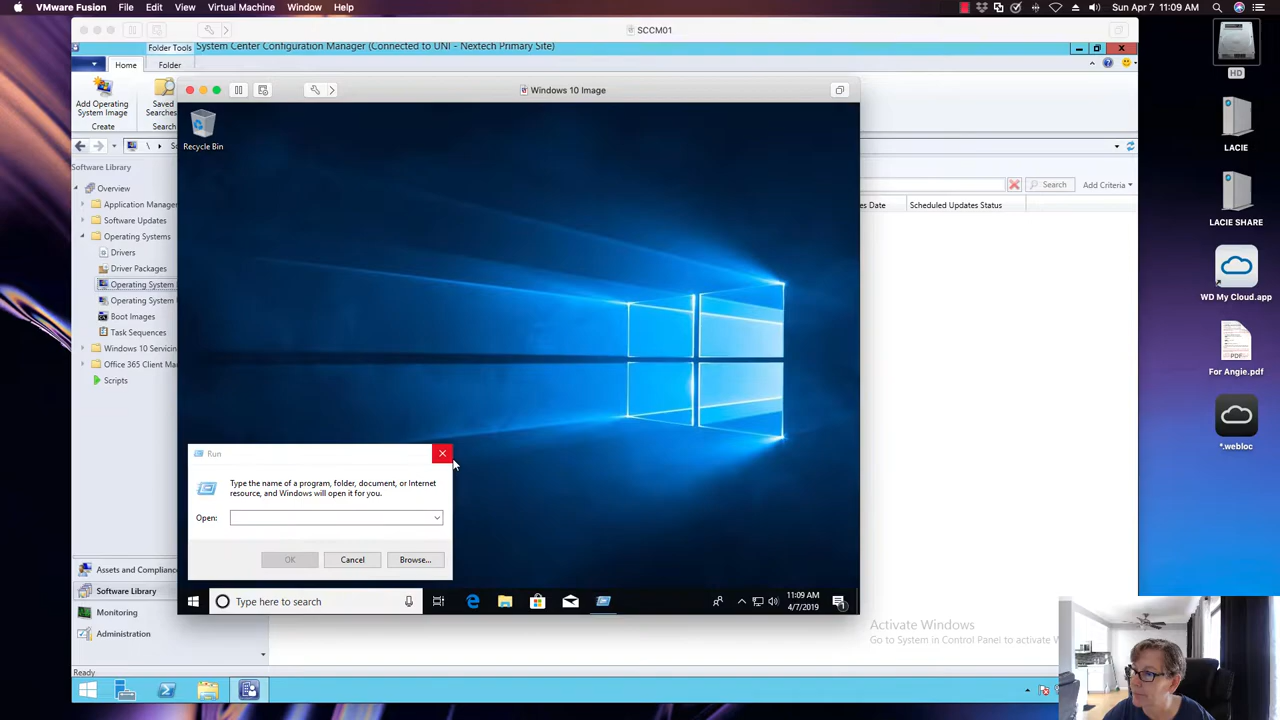 VMware Fusion File Edit View Virtual Machine Window Help Sun Apr 7 11:09 AM
SCCM01
Folder Tools System Center Configuration Manager (Connected to UNI - Nextech Primary Site)
Home Folder
Windows 10 Image
Add Operating
System Image
Create
Saved
Searches
Search
Recycle Bin
HD
LACIE
LACIE SHARE
WD My Cloud.app
PDF
For Angie.pdf
*.webloc
Software Library
Search Add Criteria
es Date Scheduled Updates Status
Overview
Application Manager
Software Updates
Operating Systems
Drivers
Driver Packages
Operating System
Operating System
Boot Images
Task Sequences
Windows 10 Servicin
Office 365 Client Ma
Scripts
Run
Type the name of a program, folder, document, or Internet
resource, and Windows will open it for you.
Open:
OK Cancel Browse...
Assets and Compliance
Software Library
Monitoring
Administration
Type here to search
11:09 AM
4/7/2019
1
Activate Windows
Go to System in Control Panel to activate W
Ready